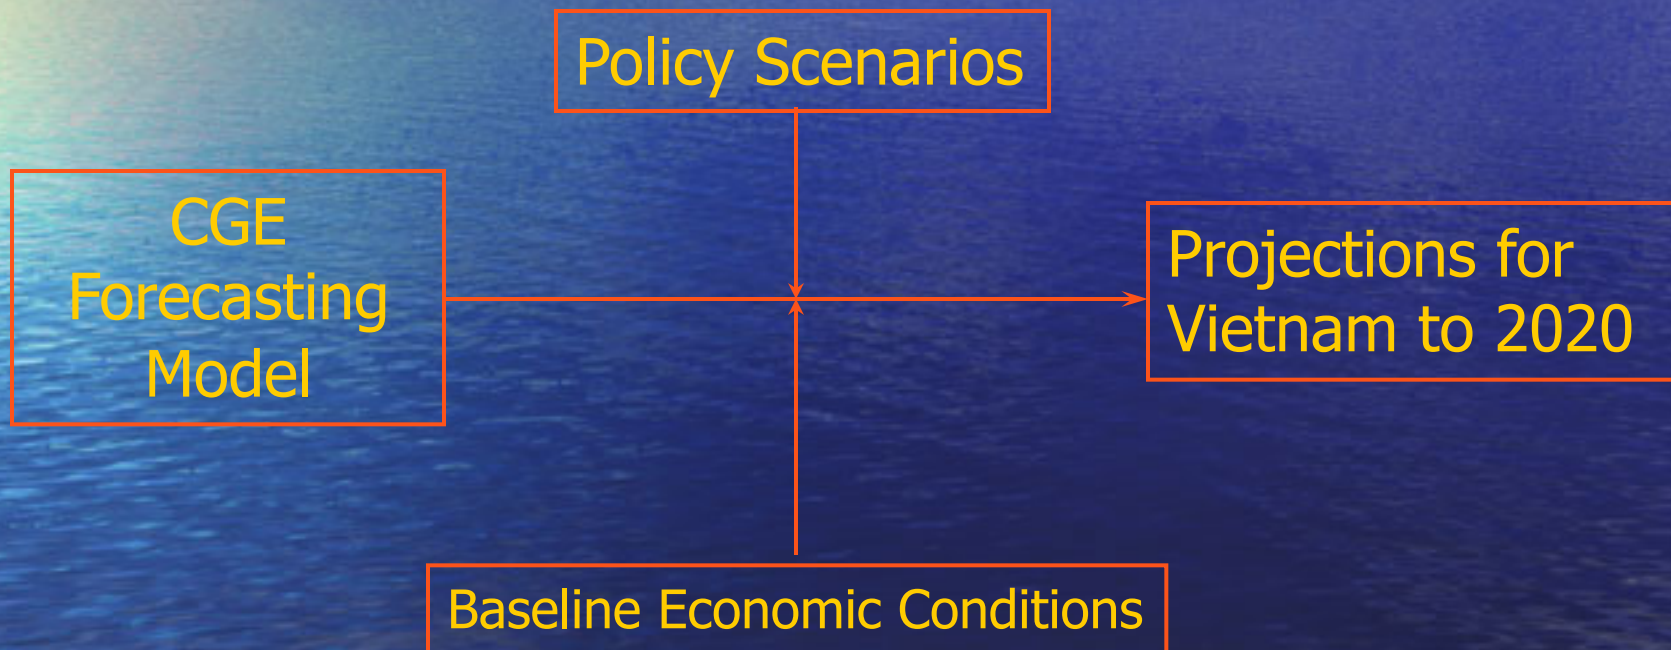 Policy Scenarios
CGE
Forecasting
Model
Projections for
Vietnam to 2020
Baseline Economic Conditions